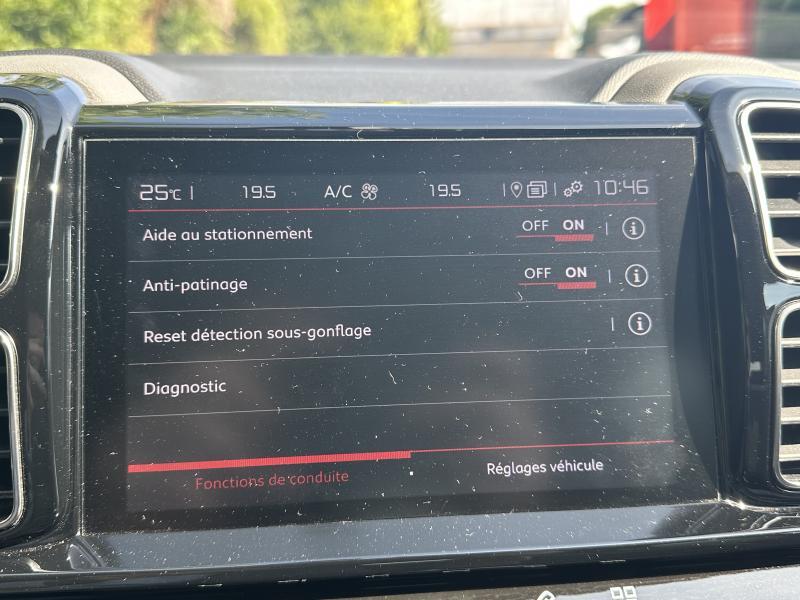 25°C 19.5 A/C 19.5 10:46
Aide au stationnement OFF ON i
Anti-patinage OFF ON i
Reset détection sous-gonflage i
Diagnostic
Fonctions de conduite Réglages véhicule